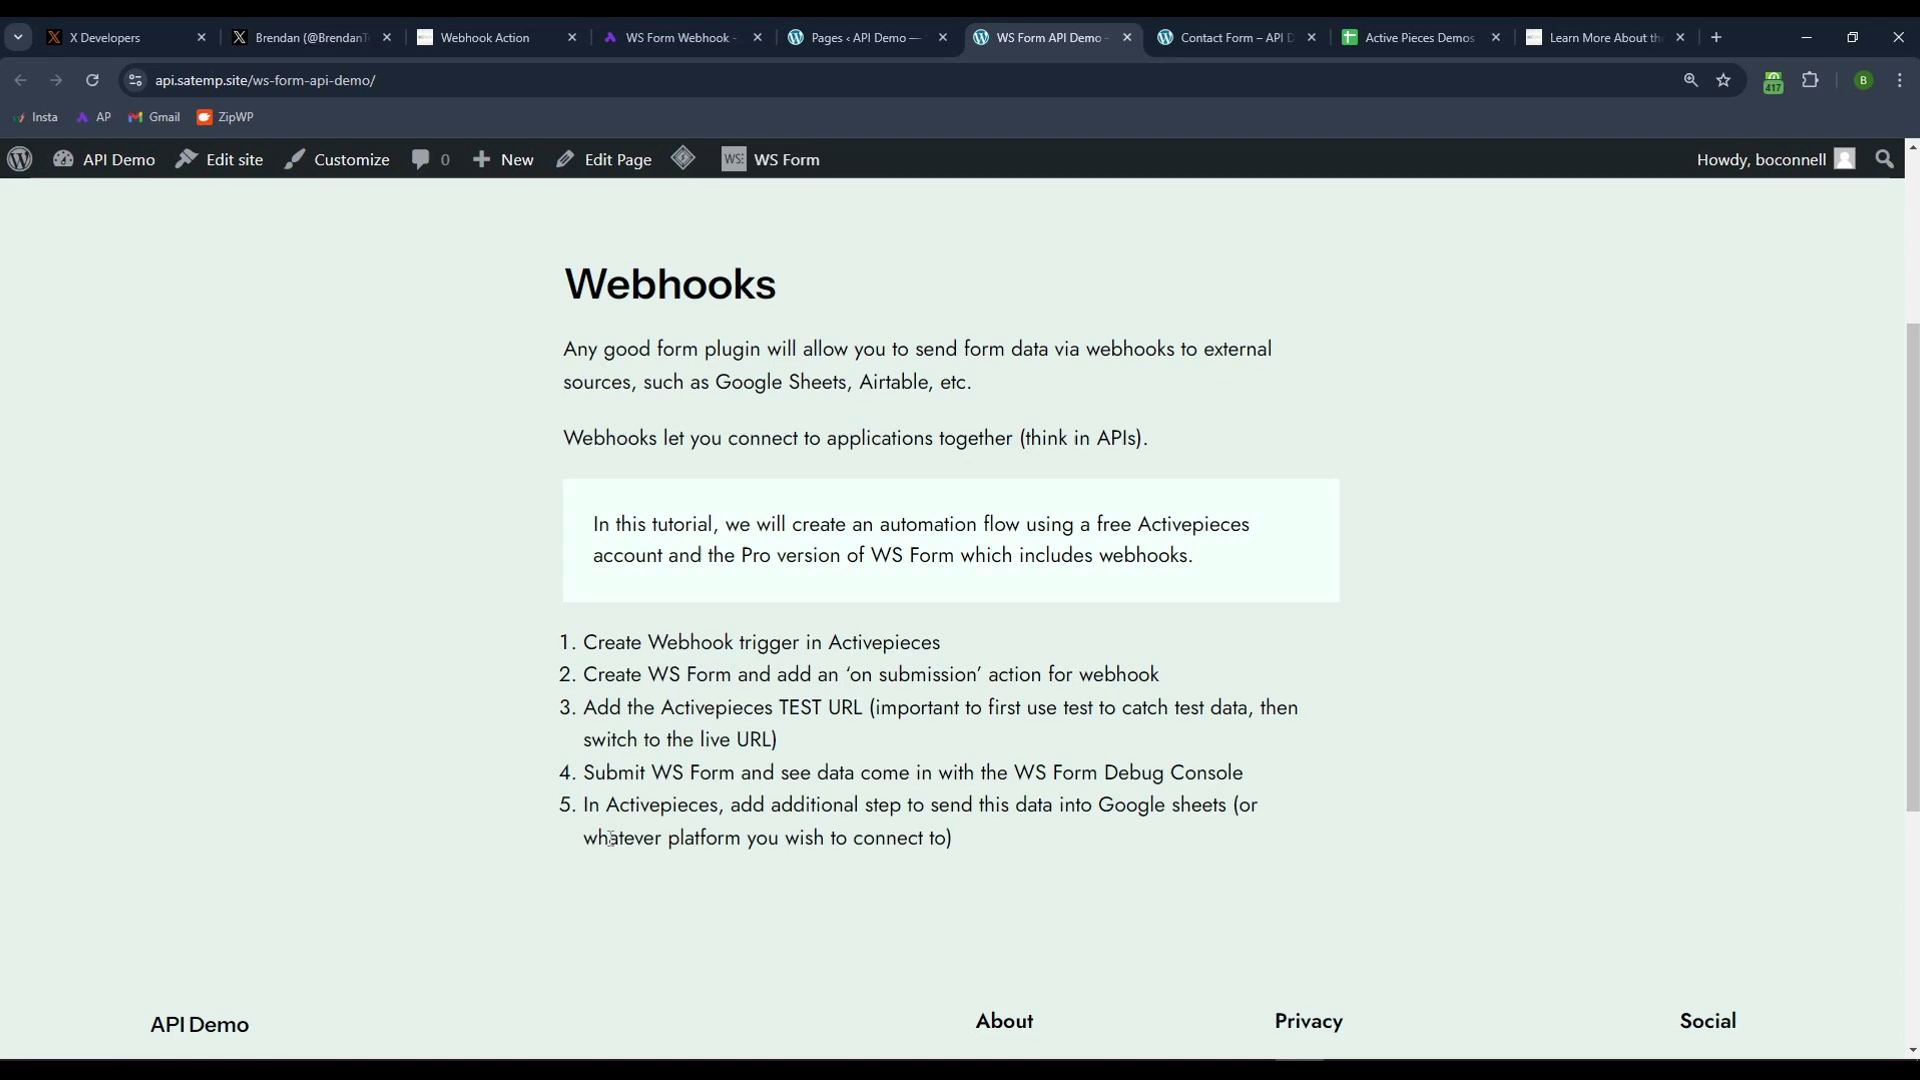 X Developers
Brendan (@BrendanT
Webhook Action
WS Form Webhook -
Pages ‹ API Demo —
WS Form API Demo -
Contact Form – API D
Active Pieces Demos
Learn More About th
api.satemp.site/ws-form-api-demo/
417
B
Insta
AP
Gmail
ZipWP
API Demo
Edit site
Customize
0
New
Edit Page
WS
WS Form
Howdy, boconnell
Webhooks
Any good form plugin will allow you to send form data via webhooks to external
sources, such as Google Sheets, Airtable, etc.
Webhooks let you connect to applications together (think in APIs).
In this tutorial, we will create an automation flow using a free Activepieces
account and the Pro version of WS Form which includes webhooks.
1. Create Webhook trigger in Activepieces
2. Create WS Form and add an ‘on submission’ action for webhook
3. Add the Activepieces TEST URL (important to first use test to catch test data, then
switch to the live URL)
4. Submit WS Form and see data come in with the WS Form Debug Console
5. In Activepieces, add additional step to send this data into Google sheets (or
whatever platform you wish to connect to)
API Demo
About
Privacy
Social